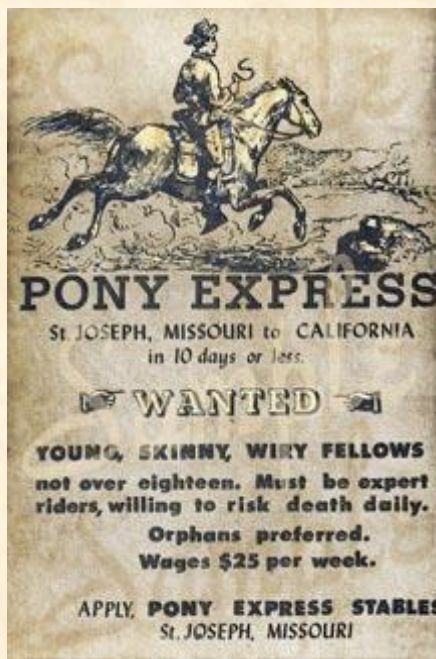 PONY EXPRESS
St. JOSEPH, MISSOURI to CALIFORNIA
in 10 days or less.
WANTED
YOUNG, SKINNY, WIRY FELLOWS
not over eighteen. Must be expert
riders, willing to risk death daily.
Orphans preferred.
Wages $25 per week.
APPLY, PONY EXPRESS STABLES
St. JOSEPH, MISSOURI